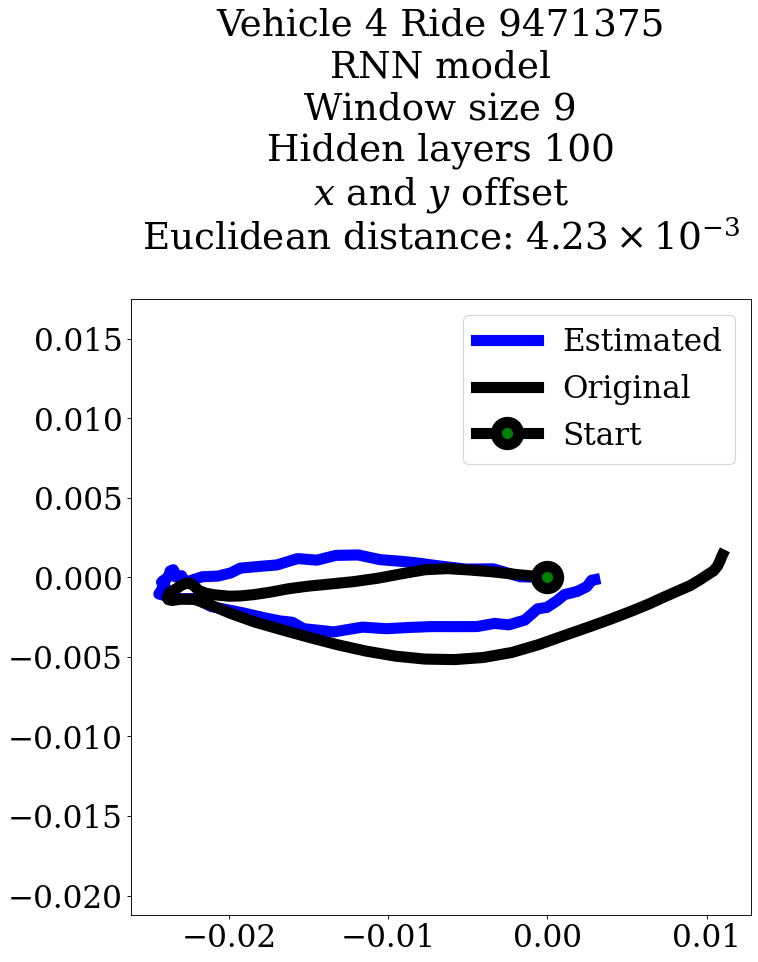 Vehicle 4 Ride 9471375
RNN model
Window size 9
Hidden layers 100
x and y offset
Euclidean distance: 4.23 × 10⁻³
Estimated
Original
Start
0.015
0.010
0.005
0.000
−0.005
−0.010
−0.015
−0.020
−0.02 −0.01 0.00 0.01